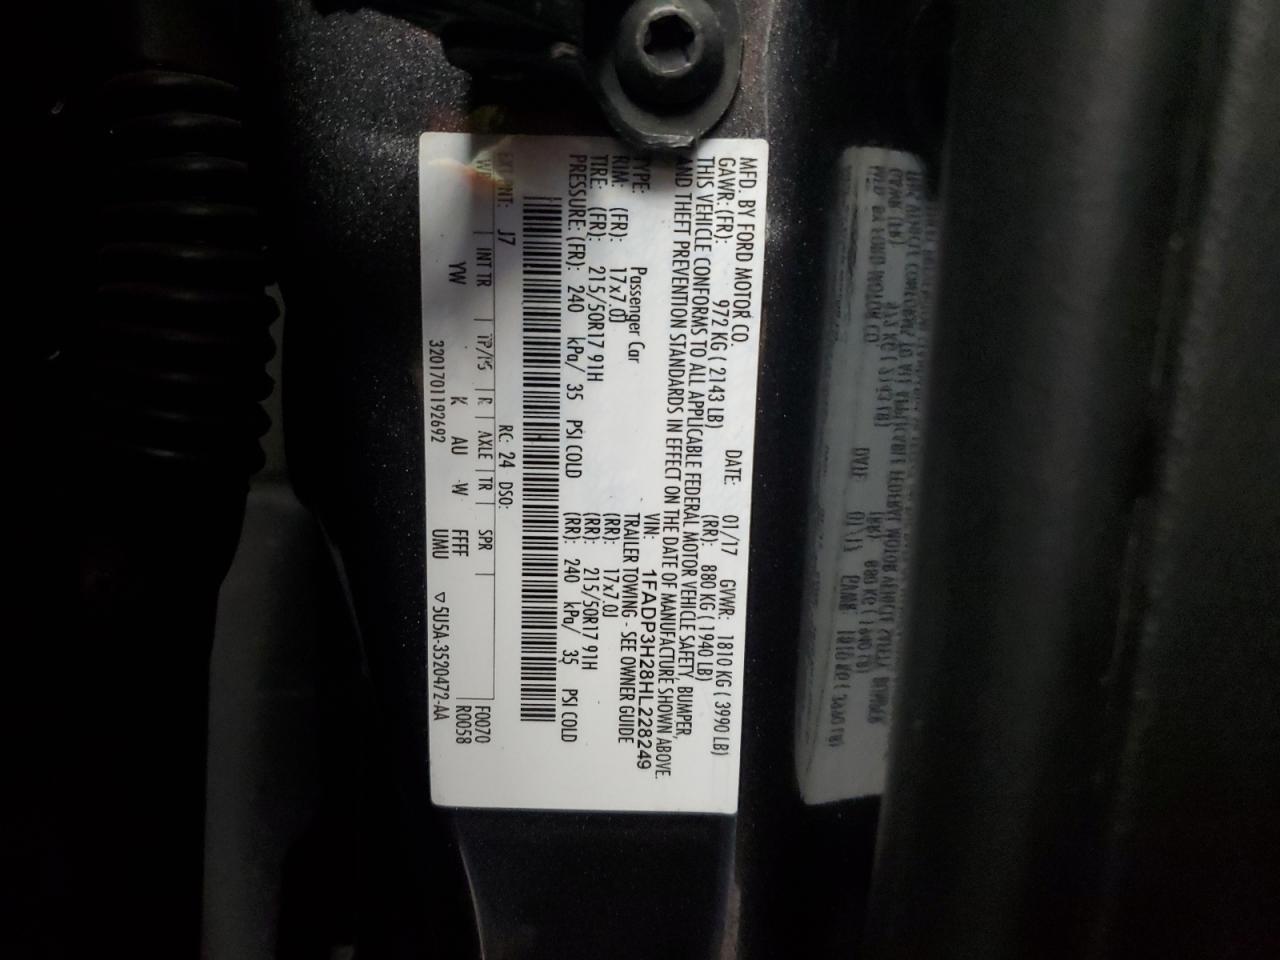 MFD. BY FORD MOTOR CO. DATE: 01/17 GVWR: 1810 KG ( 3990 LB)
GAWR: (FR): 972 KG ( 2143 LB) (RR): 880 KG ( 1940 LB)
THIS VEHICLE CONFORMS TO ALL APPLICABLE FEDERAL MOTOR VEHICLE SAFETY, BUMPER,
AND THEFT PREVENTION STANDARDS IN EFFECT ON THE DATE OF MANUFACTURE SHOWN ABOVE.
VIN: 1FADP3H28HL228249
TYPE: Passenger Car TRAILER TOWING - SEE OWNER GUIDE
RIM: (FR): 17x7.0J (RR): 17x7.0J
TIRE: (FR): 215/50R17 91H (RR): 215/50R17 91H
PRESSURE: (FR): 240 kPa/ 35 PSI COLD (RR): 240 kPa/ 35 PSI COLD
EXT PNT: J7 RC: 24 DSO: F0070
WB INT TR TP/PS R AXLE TR SPR R0058
YW K AU W FFFF
3201701192692 UMU ▽5U5A-3520472-AA